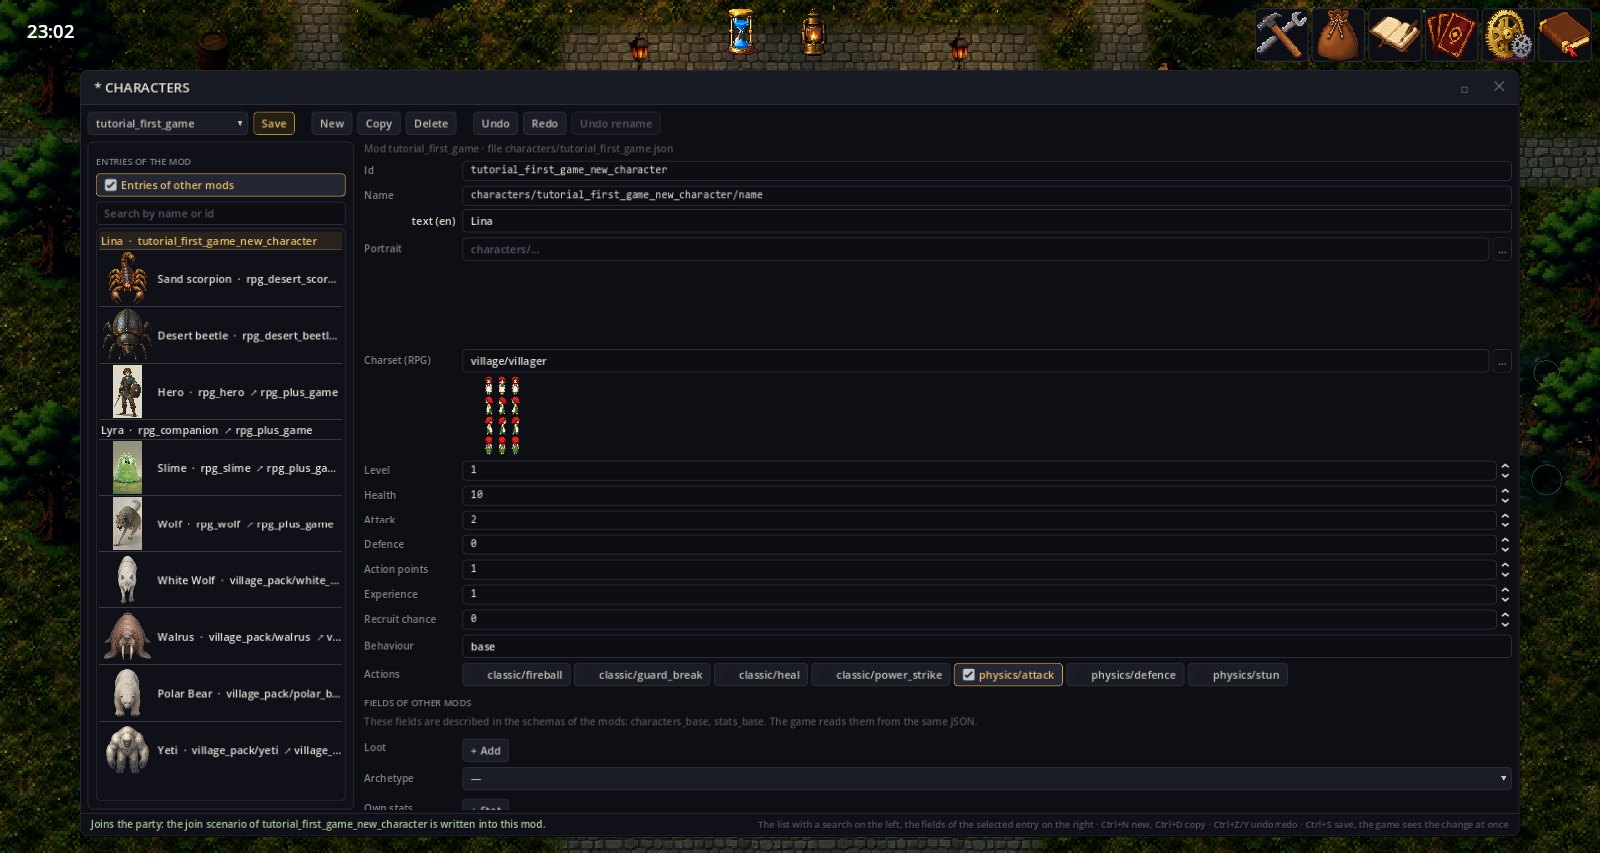 23:02
* CHARACTERS
tutorial_first_game
Save
New
Copy
Delete
Undo
Redo
Undo rename
ENTRIES OF THE MOD
Entries of other mods
Search by name or id
Lina · tutorial_first_game_new_character
Sand scorpion · rpg_desert_scor...
Desert beetle · rpg_desert_beetl...
Hero · rpg_hero ↗ rpg_plus_game
Lyra · rpg_companion ↗ rpg_plus_game
Slime · rpg_slime ↗ rpg_plus_ga...
Wolf · rpg_wolf ↗ rpg_plus_game
White Wolf · village_pack/white_...
Walrus · village_pack/walrus ↗ v...
Polar Bear · village_pack/polar_b...
Yeti · village_pack/yeti ↗ village_...
Mod tutorial_first_game · file characters/tutorial_first_game.json
Id
tutorial_first_game_new_character
Name
characters/tutorial_first_game_new_character/name
text (en)
Lina
Portrait
characters/...
...
Charset (RPG)
village/villager
...
Level
1
Health
10
Attack
2
Defence
0
Action points
1
Experience
1
Recruit chance
0
Behaviour
base
Actions
classic/fireball
classic/guard_break
classic/heal
classic/power_strike
physics/attack
physics/defence
physics/stun
FIELDS OF OTHER MODS
These fields are described in the schemas of the mods: characters_base, stats_base. The game reads them from the same JSON.
Loot
+ Add
Archetype
—
Own stats
+ Stat
Joins the party: the join scenario of tutorial_first_game_new_character is written into this mod.
The list with a search on the left, the fields of the selected entry on the right · Ctrl+N new, Ctrl+D copy · Ctrl+Z/Y undo/redo · Ctrl+S save, the game sees the change at once